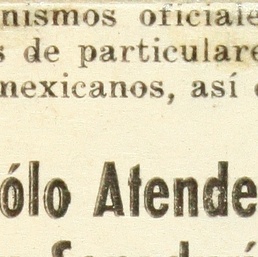 nismos oficiale
s de particulare
mexicanos, así
ólo Atende